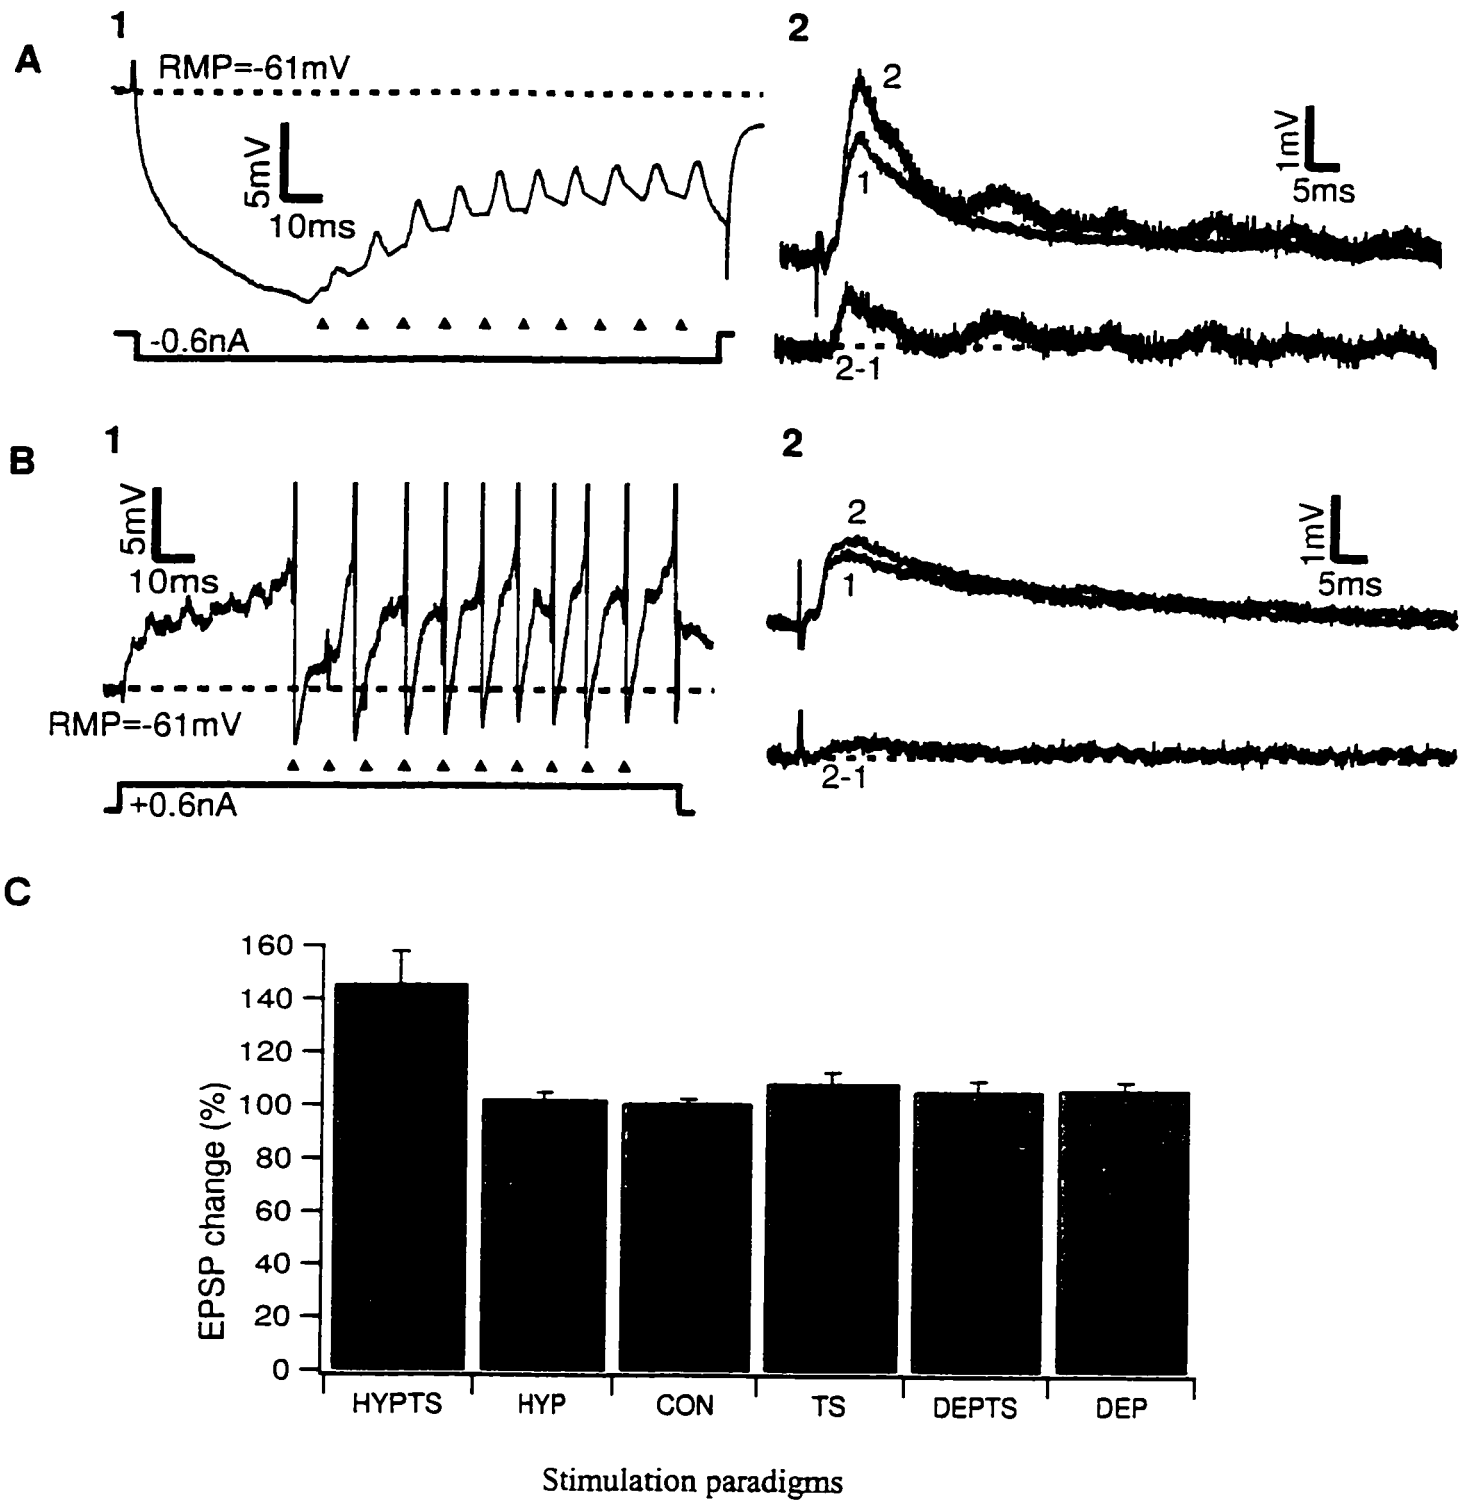 A
1
RMP=-61mV
5mV
10ms
-0.6nA
2
2
1
1mV
5ms
2-1
B
1
5mV
10ms
RMP=-61mV
+0.6nA
2
2
1
1mV
5ms
2-1
C
EPSP change (%)
160
140
120
100
80
60
40
20
0
HYPTS HYP CON TS DEPTS DEP
Stimulation paradigms